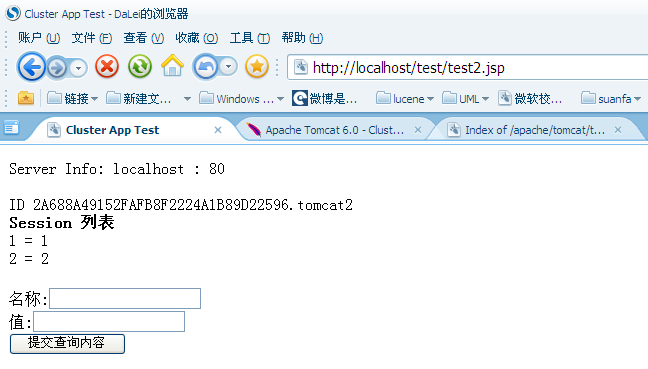 Cluster App Test - DaLei的浏览器
账户(U) 文件(F) 查看(V) 收藏(O) 工具(T) 帮助(H)
http://localhost/test/test2.jsp
链接 新建文... Windows ... 微博是... lucene UML 微软校... suanfa
Cluster App Test Apache Tomcat 6.0 - Clust... Index of /apache/tomcat/t...
Server Info: localhost : 80
ID 2A688A49152FAFB8F2224A1B89D22596.tomcat2
Session 列表
1 = 1
2 = 2
名称:
值:
提交查询内容